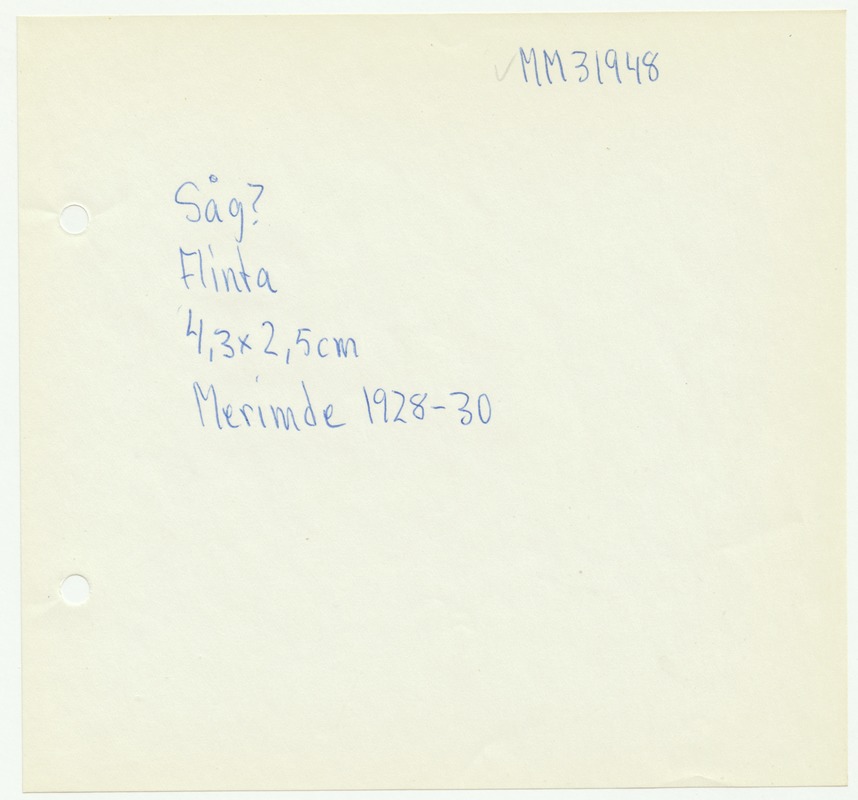 MM31948
Såg?
Flinta
4,3x2,5cm
Merimde 1928-30